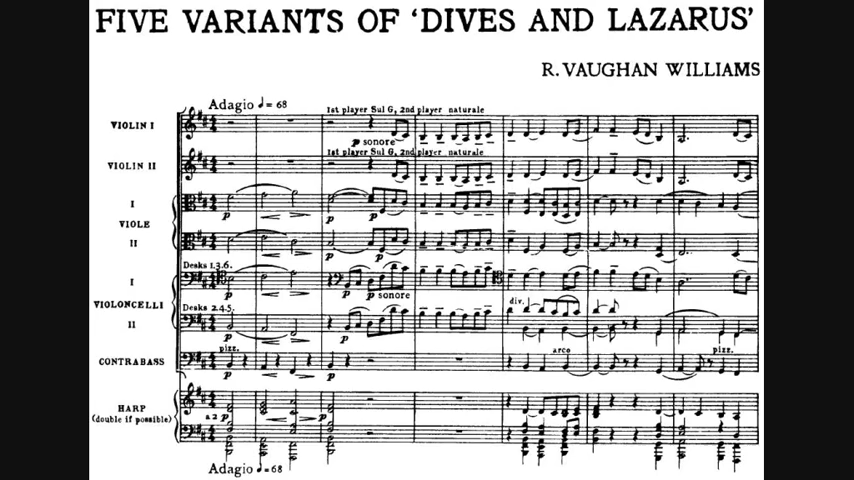 FIVE VARIANTS OF ‘DIVES AND LAZARUS’
R. VAUGHAN WILLIAMS
Adagio ♩= 68
1st player Sul G, 2nd player naturale
VIOLIN I
p sonore
1st player Sul G, 2nd player naturale
VIOLIN II
I
p p
VIOLE
II
p p
Desks 1.3.6.
I
p p p sonore
VIOLONCELLI
Desks 2.4.5. div.
II
p p
pizz. arco pizz.
CONTRABASS
p p
HARP
(double if possible)
a 2 p p
Adagio ♩= 68